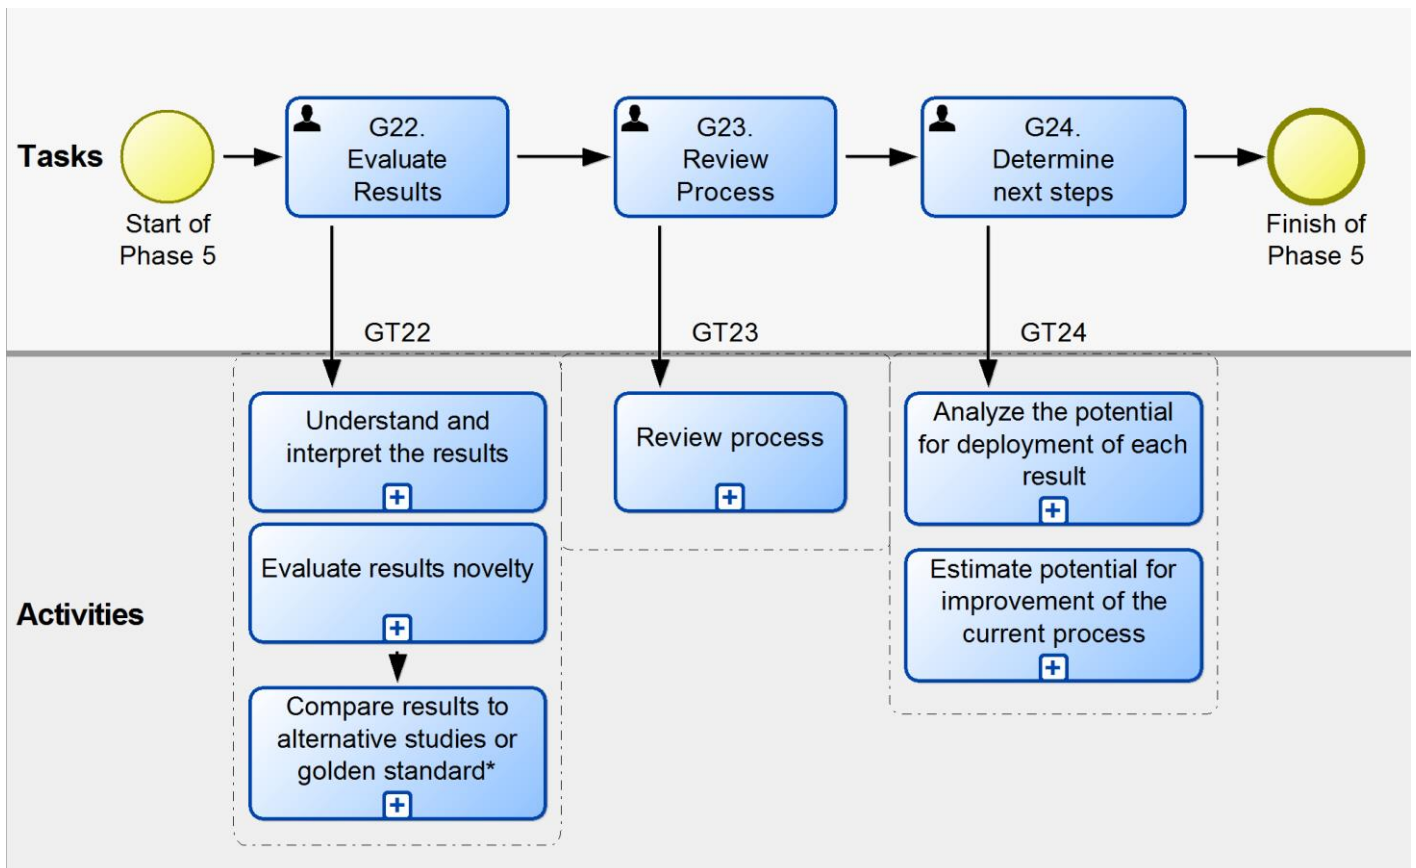 Tasks
Start of
Phase 5
G22.
Evaluate
Results
G23.
Review
Process
G24.
Determine
next steps
Finish of
Phase 5
GT22
GT23
GT24
Activities
Understand and
interpret the results
Evaluate results novelty
Compare results to
alternative studies or
golden standard*
Review process
Analyze the potential
for deployment of each
result
Estimate potential for
improvement of the
current process